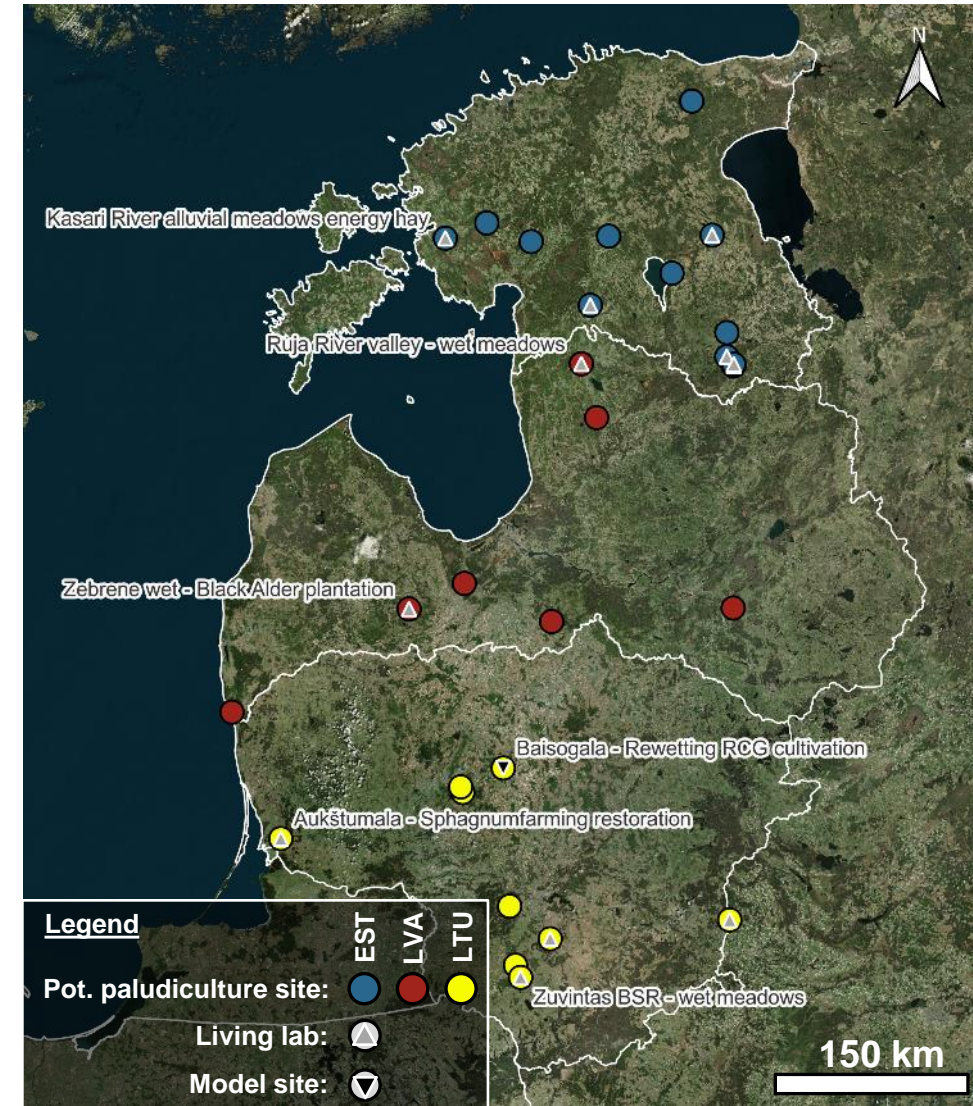 N
Kasari River alluvial meadows energy hay
Rūja River valley - wet meadows
Zebrene wet - Black Alder plantation
Baisogala - Rewetting RCG cultivation
Aukštumala - Sphagnumfarming restoration
Zuvintas BSR - wet meadows
Legend
EST LVA LTU
Pot. paludiculture site:
Living lab:
Model site:
150 km